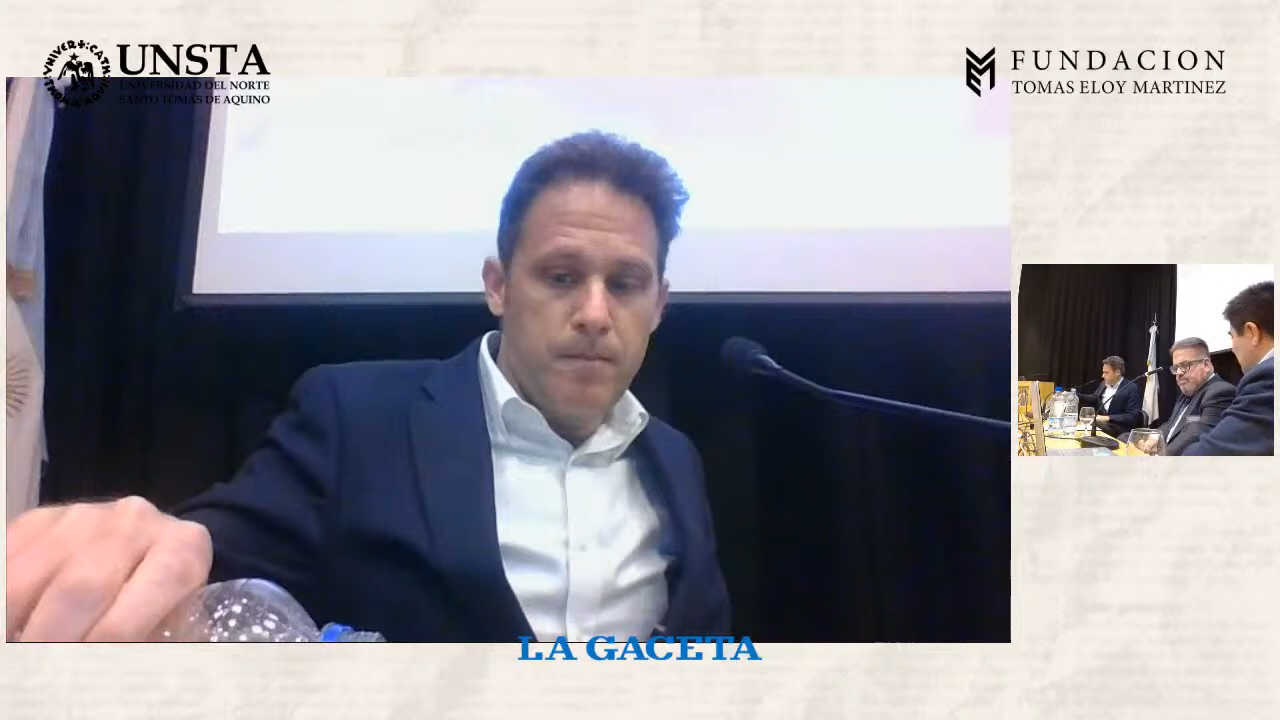 UNSTA
UNIVERSIDAD DEL NORTE
SANTO TOMÁS DE AQUINO
FUNDACION
TOMAS ELOY MARTINEZ
LA GACETA